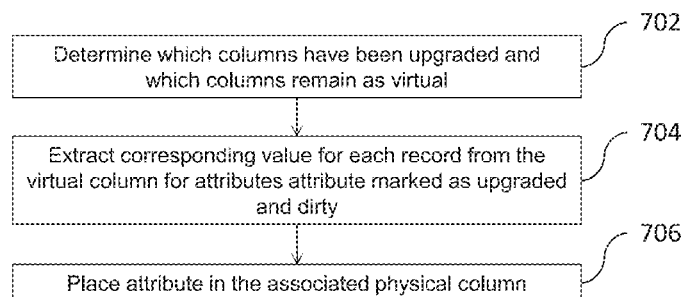 702
Determine which columns have been upgraded and
which columns remain as virtual
704
Extract corresponding value for each record from the
virtual column for attributes attribute marked as upgraded
and dirty
706
Place attribute in the associated physical column